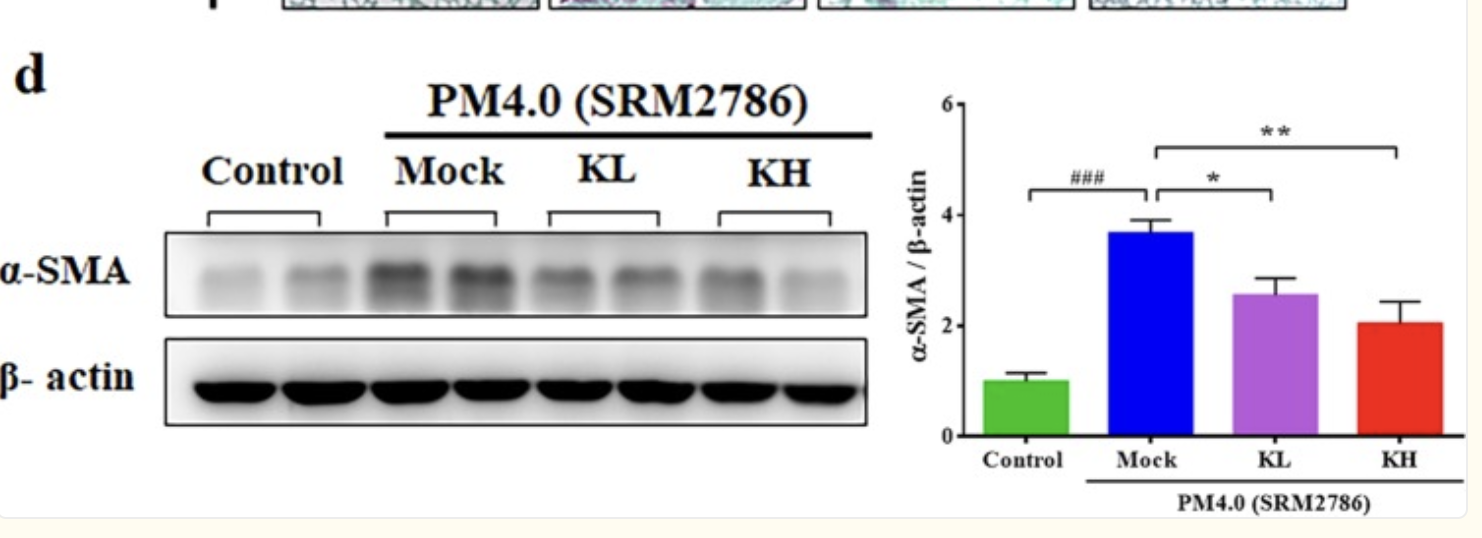 d
PM4.0 (SRM2786)
Control Mock KL KH
α-SMA
β- actin
6
4
2
0
α-SMA / β-actin
###
*
**
Control Mock KL KH
PM4.0 (SRM2786)